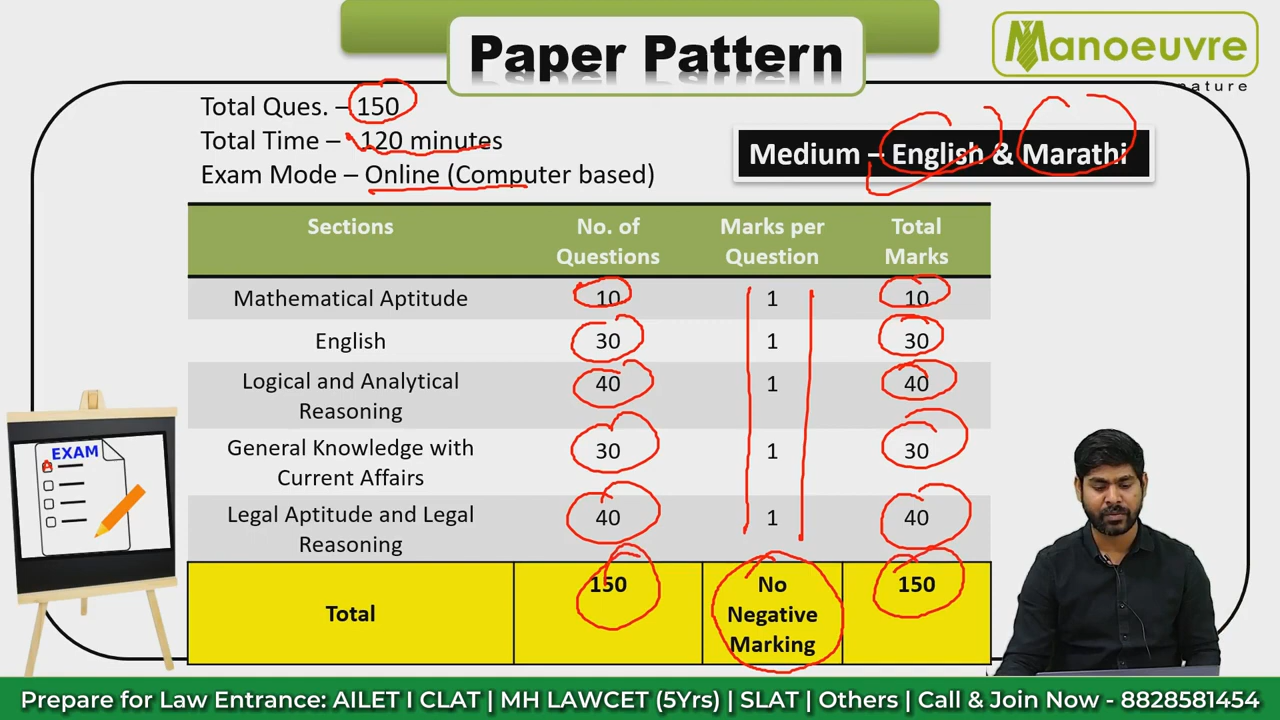 Paper Pattern
Manoeuvre
nature
Total Ques. – 150
Total Time – 120 minutes
Exam Mode – Online (Computer based)
Medium – English & Marathi
Sections No. of Questions Marks per Question Total Marks
Mathematical Aptitude 10 1 10
English 30 1 30
Logical and Analytical Reasoning 40 1 40
General Knowledge with Current Affairs 30 1 30
Legal Aptitude and Legal Reasoning 40 1 40
Total 150 No Negative Marking 150
EXAM
Prepare for Law Entrance: AILET I CLAT | MH LAWCET (5Yrs) | SLAT | Others | Call & Join Now - 8828581454